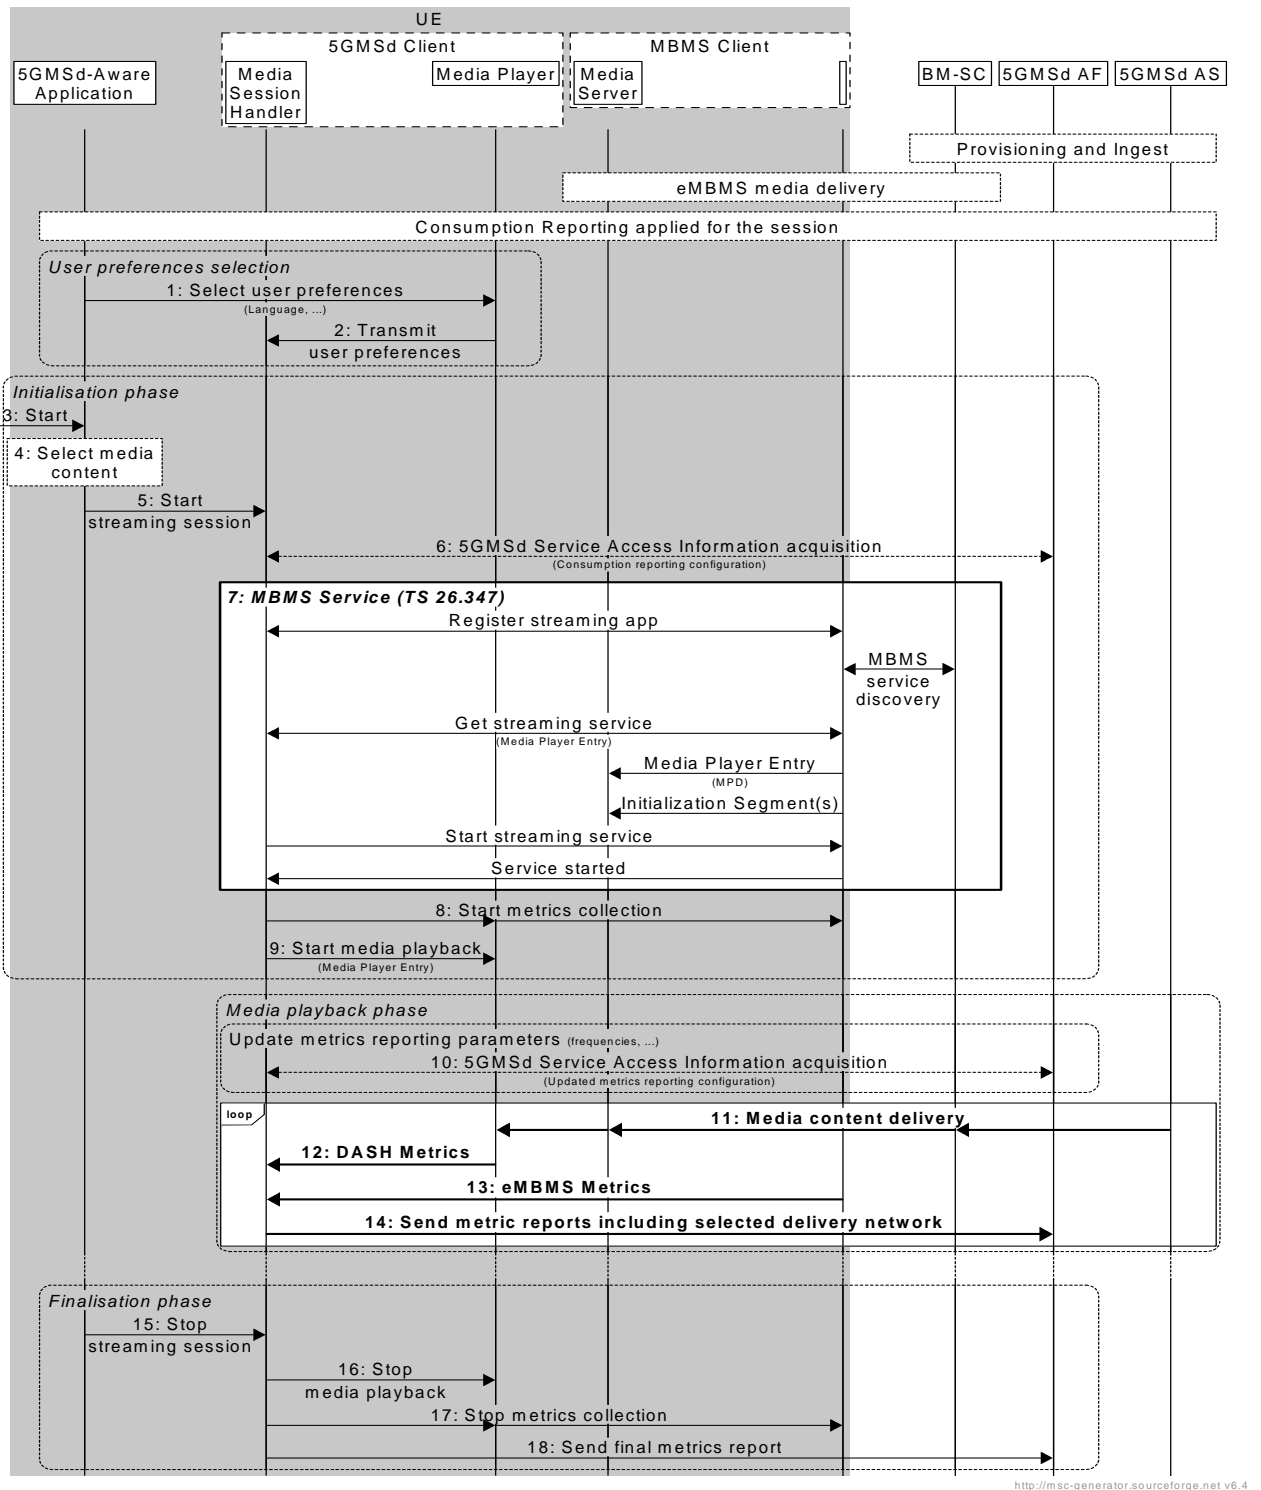 UE
5GMSd Client
MBMS Client
5GMSd-Aware
Application
Media
Session
Handler
Media Player
Media
Server
BM-SC
5GMSd AF
5GMSd AS
Provisioning and Ingest
eMBMS media delivery
Consumption Reporting applied for the session
User preferences selection
1: Select user preferences
(Language, ...)
2: Transmit
user preferences
Initialisation phase
3: Start
4: Select media
content
5: Start
streaming session
6: 5GMSd Service Access Information acquisition
(Consumption reporting configuration)
7: MBMS Service (TS 26.347)
Register streaming app
MBMS
service
discovery
Get streaming service
(Media Player Entry)
Media Player Entry
(MPD)
Initialization Segment(s)
Start streaming service
Service started
8: Start metrics collection
9: Start media playback
(Media Player Entry)
Media playback phase
Update metrics reporting parameters (frequencies, ...)
10: 5GMSd Service Access Information acquisition
(Updated metrics reporting configuration)
loop
11: Media content delivery
12: DASH Metrics
13: eMBMS Metrics
14: Send metric reports including selected delivery network
Finalisation phase
15: Stop
streaming session
16: Stop
media playback
17: Stop metrics collection
18: Send final metrics report
http://msc-generator.sourceforge.net v6.4